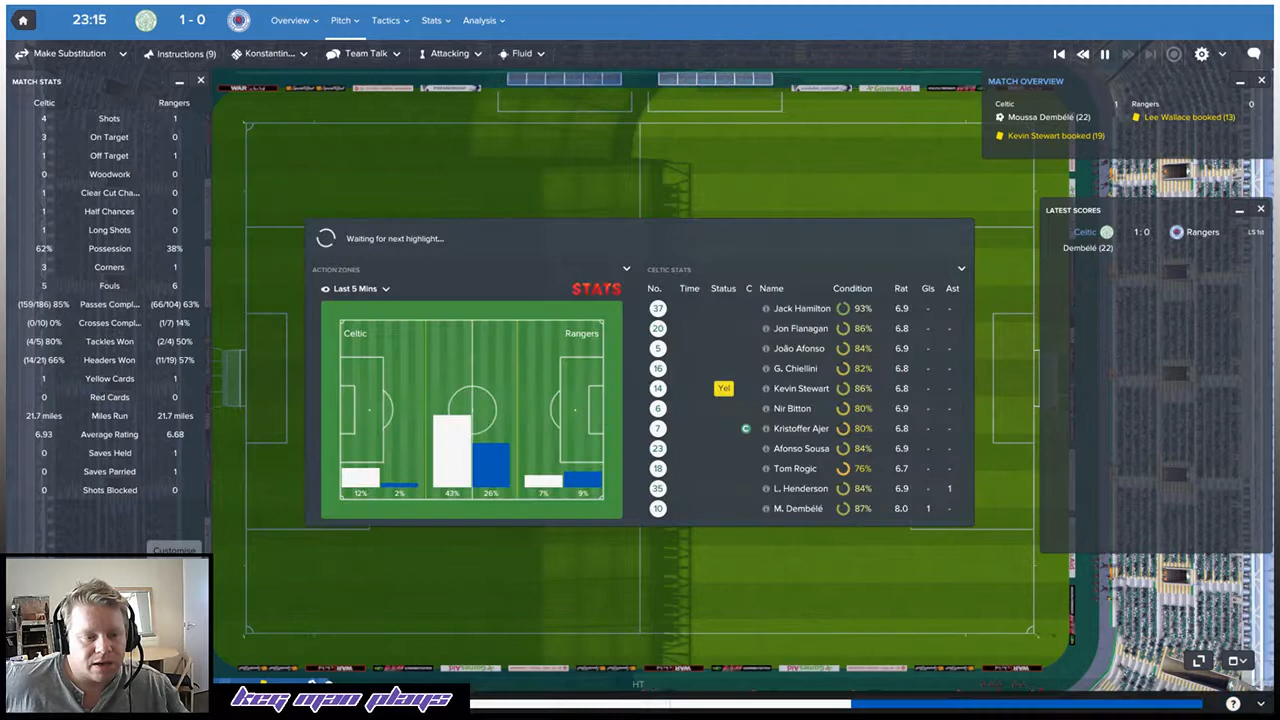 23:15 1 - 0 Overview Pitch Tactics Stats Analysis
Make Substitution Instructions (9) Konstantin... Team Talk Attacking Fluid
MATCH STATS
Celtic Rangers
4 Shots 1
3 On Target 0
1 Off Target 1
0 Woodwork 0
1 Clear Cut Cha... 0
1 Half Chances 0
1 Long Shots 0
62% Possession 38%
3 Corners 1
5 Fouls 6
(159/186) 85% Passes Compl... (66/104) 63%
(0/10) 0% Crosses Compl... (1/7) 14%
(4/5) 80% Tackles Won (2/4) 50%
(14/21) 66% Headers Won (11/19) 57%
1 Yellow Cards 1
0 Red Cards 0
21.7 miles Miles Run 21.7 miles
6.93 Average Rating 6.68
0 Saves Held 1
0 Saves Parried 1
0 Shots Blocked 0
Customise
Waiting for next highlight...
ACTION ZONES
Last 5 Mins STATS
Celtic Rangers
12% 2% 43% 26% 7% 9%
CELTIC STATS
No. Time Status C Name Condition Rat Gls Ast
37 Jack Hamilton 93% 6.9 - -
20 Jon Flanagan 86% 6.8 - -
5 João Afonso 84% 6.9 - -
16 G. Chiellini 82% 6.8 - -
14 Yel Kevin Stewart 86% 6.8 - -
6 Nir Bitton 80% 6.9 - -
7 C Kristoffer Ajer 80% 6.8 - -
23 Afonso Sousa 84% 6.9 - -
18 Tom Rogic 76% 6.7 - -
35 L. Henderson 84% 6.9 - 1
10 M. Dembélé 87% 8.0 1 -
MATCH OVERVIEW
Celtic 1 Rangers 0
Moussa Dembélé (22) Lee Wallace booked (13)
Kevin Stewart booked (19)
LATEST SCORES
Celtic 1:0 Rangers LS 1st
Dembélé (22)
HT
keg man plays
?